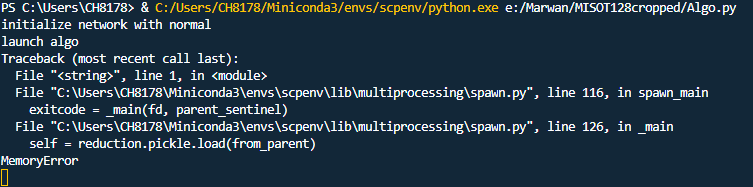 PS C:\Users\CH8178> & C:/Users/CH8178/Miniconda3/envs/scpenv/python.exe e:/Marwan/MISOT128cropped/Algo.py
initialize network with normal
launch algo
Traceback (most recent call last):
  File "<string>", line 1, in <module>
  File "C:\Users\CH8178\Miniconda3\envs\scpenv\lib\multiprocessing\spawn.py", line 116, in spawn_main
    exitcode = _main(fd, parent_sentinel)
  File "C:\Users\CH8178\Miniconda3\envs\scpenv\lib\multiprocessing\spawn.py", line 126, in _main
    self = reduction.pickle.load(from_parent)
MemoryError